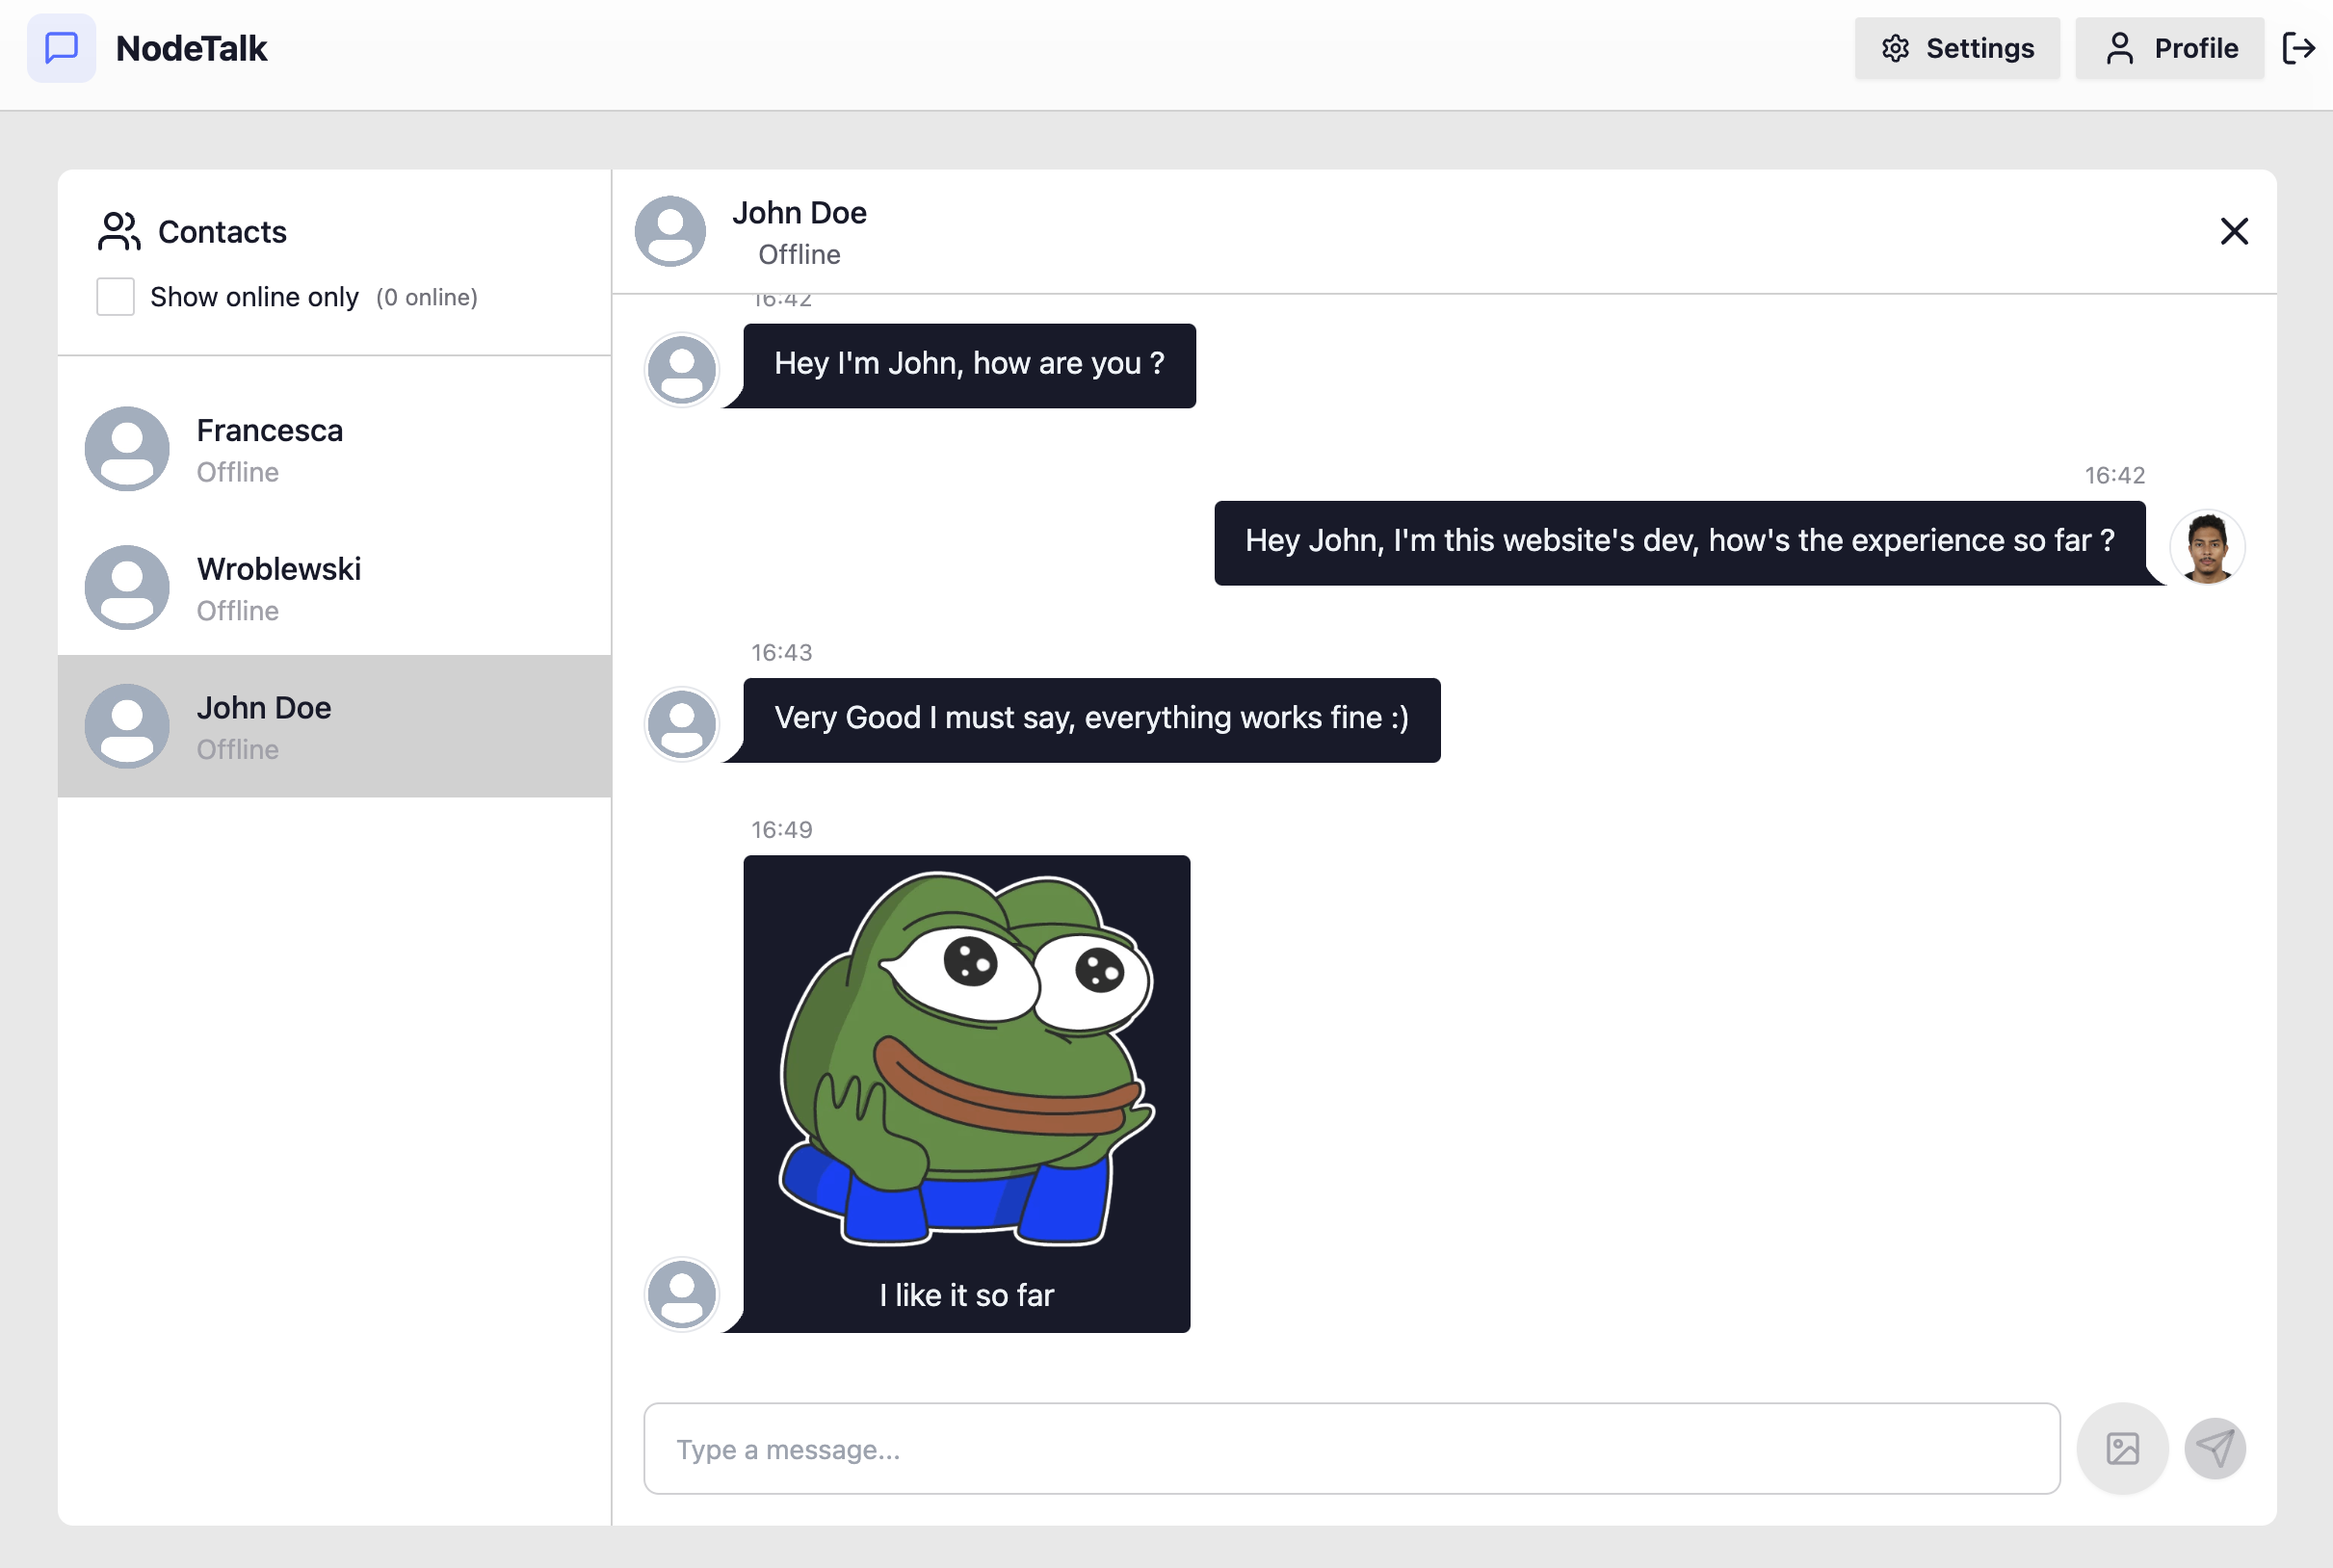 NodeTalk
Settings
Profile
Contacts
Show online only (0 online)
Francesca
Offline
Wroblewski
Offline
John Doe
Offline
John Doe
Offline
16:42
Hey I'm John, how are you ?
16:42
Hey John, I'm this website's dev, how's the experience so far ?
16:43
Very Good I must say, everything works fine :)
16:49
I like it so far
Type a message...